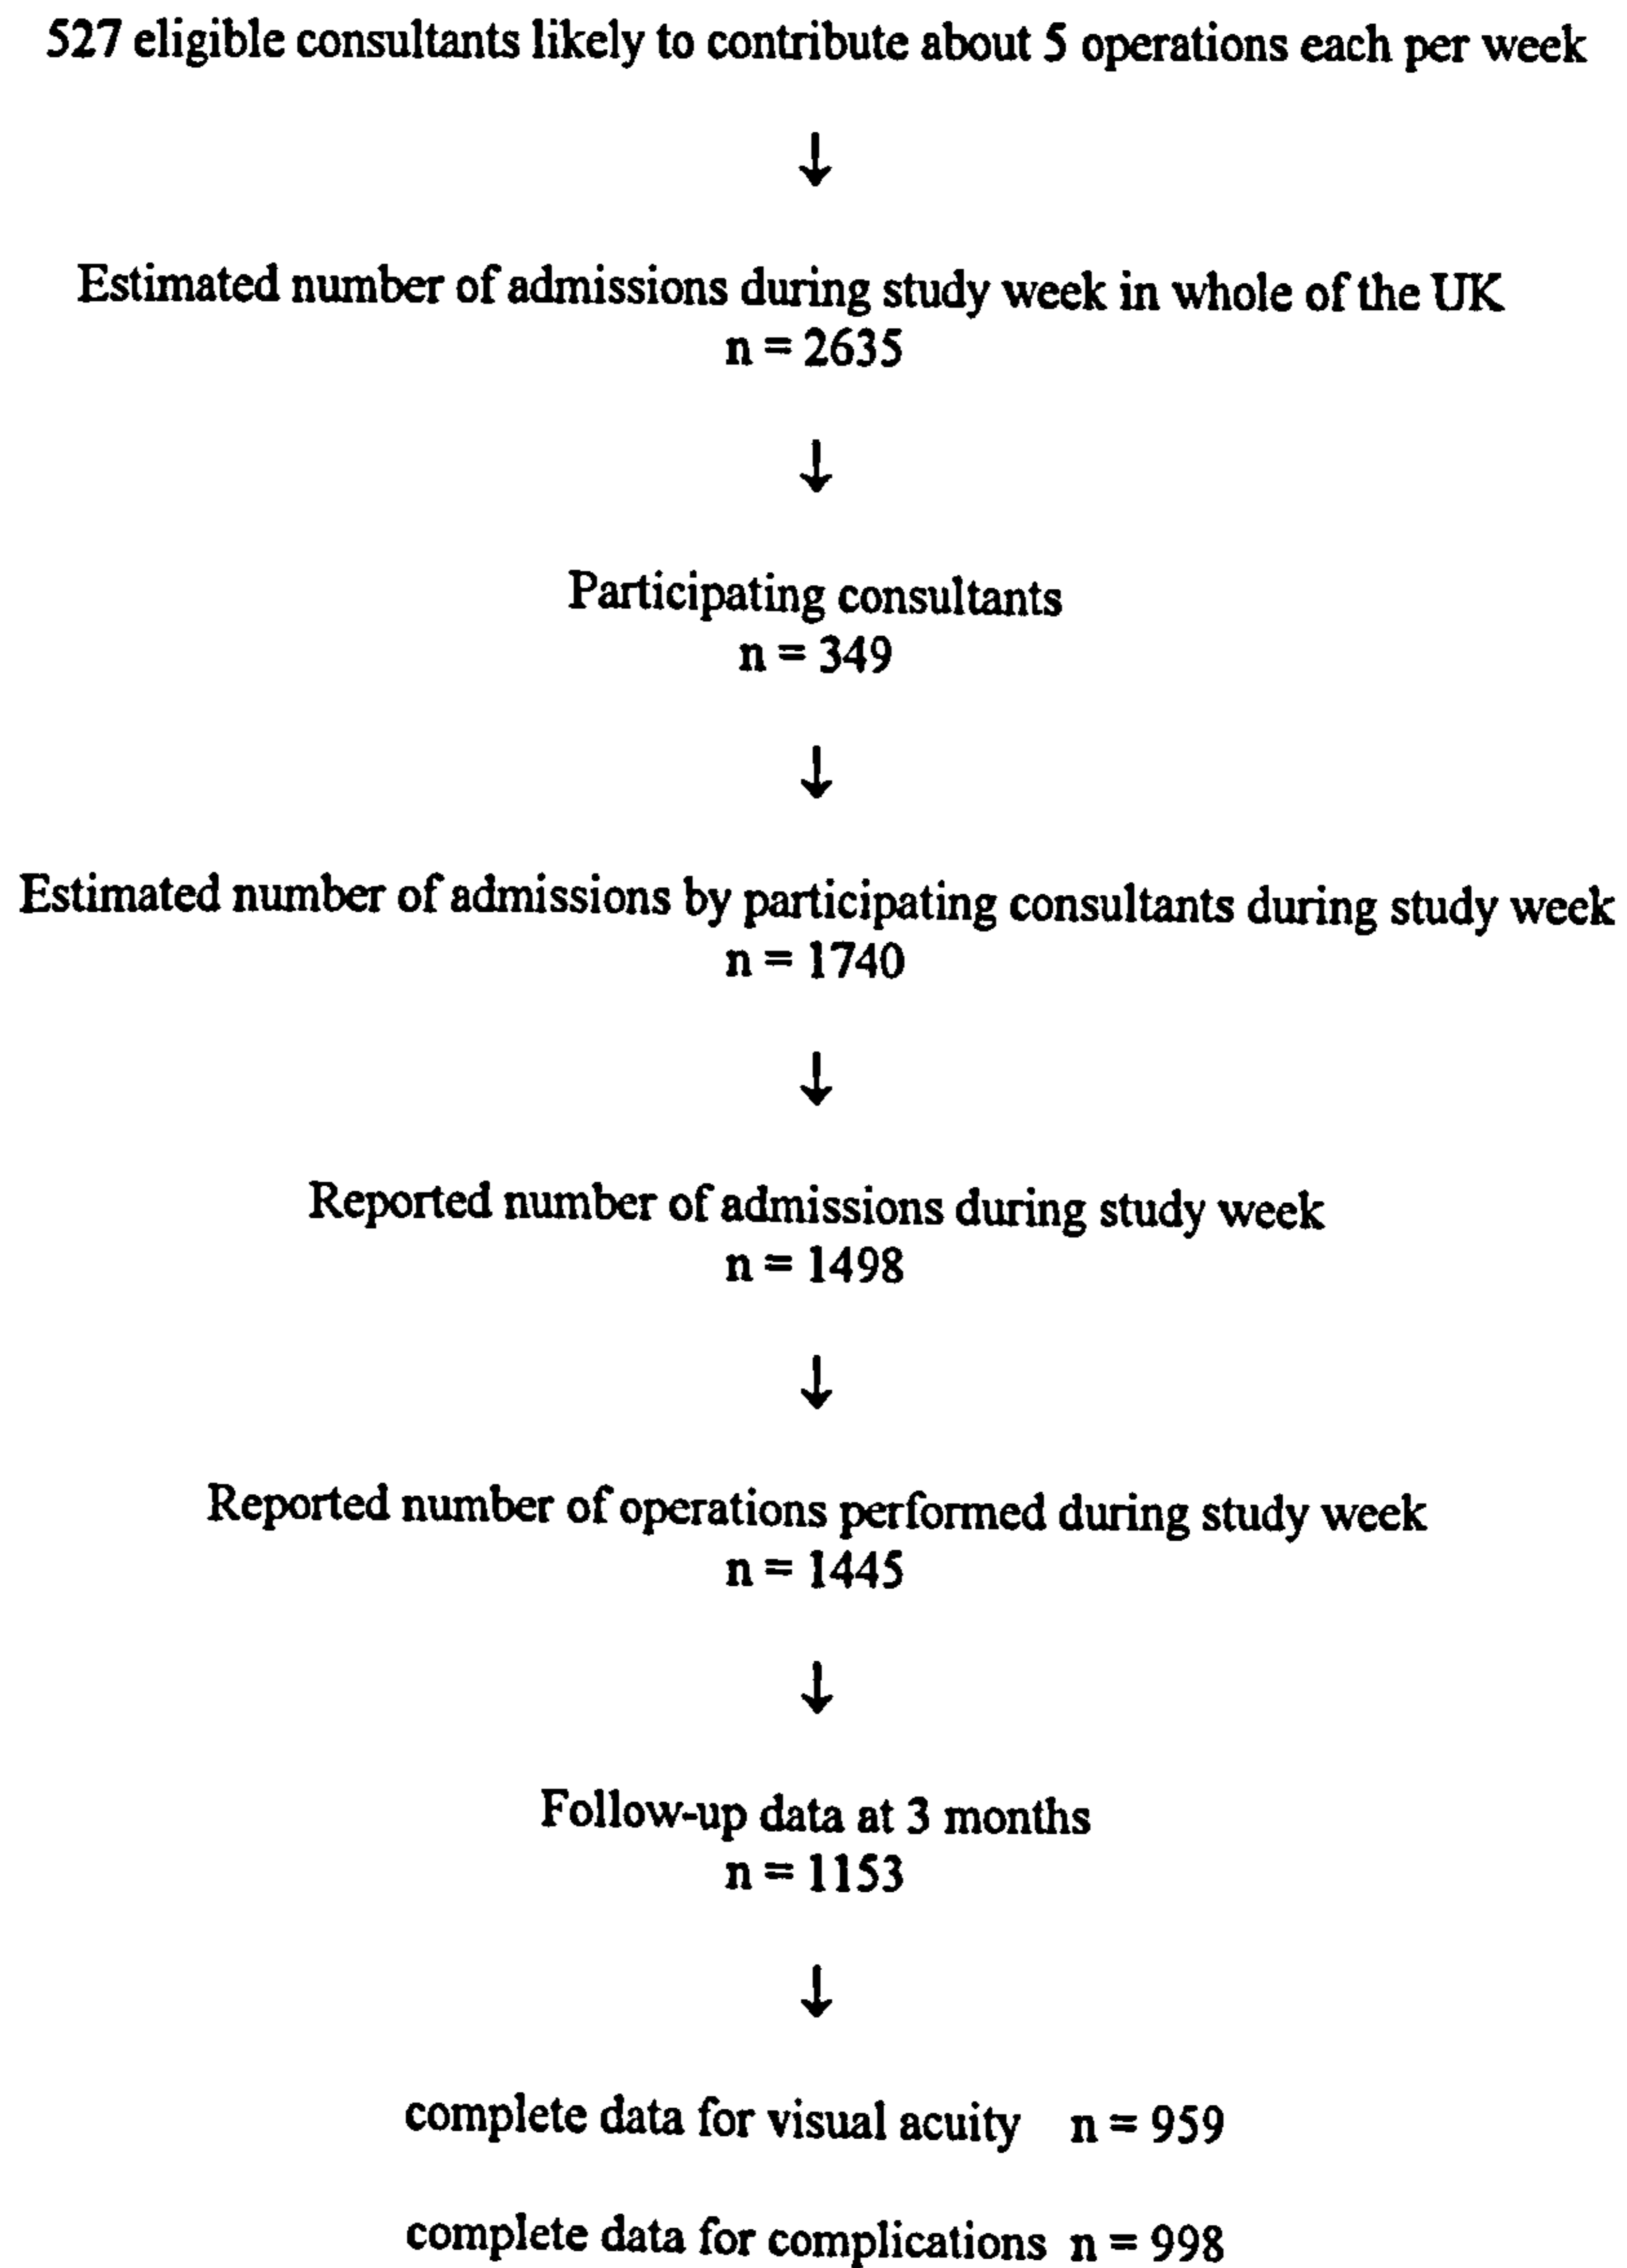 527 eligible consultants likely to contribute about 5 operations each per week
↓
Estimated number of admissions during study week in whole of the UK
n = 2635
↓
Participating consultants
n = 349
↓
Estimated number of admissions by participating consultants during study week
n = 1740
↓
Reported number of admissions during study week
n = 1498
↓
Reported number of operations performed during study week
n = 1445
↓
Follow-up data at 3 months
n = 1153
↓
complete data for visual acuity n = 959
complete data for complications n = 998